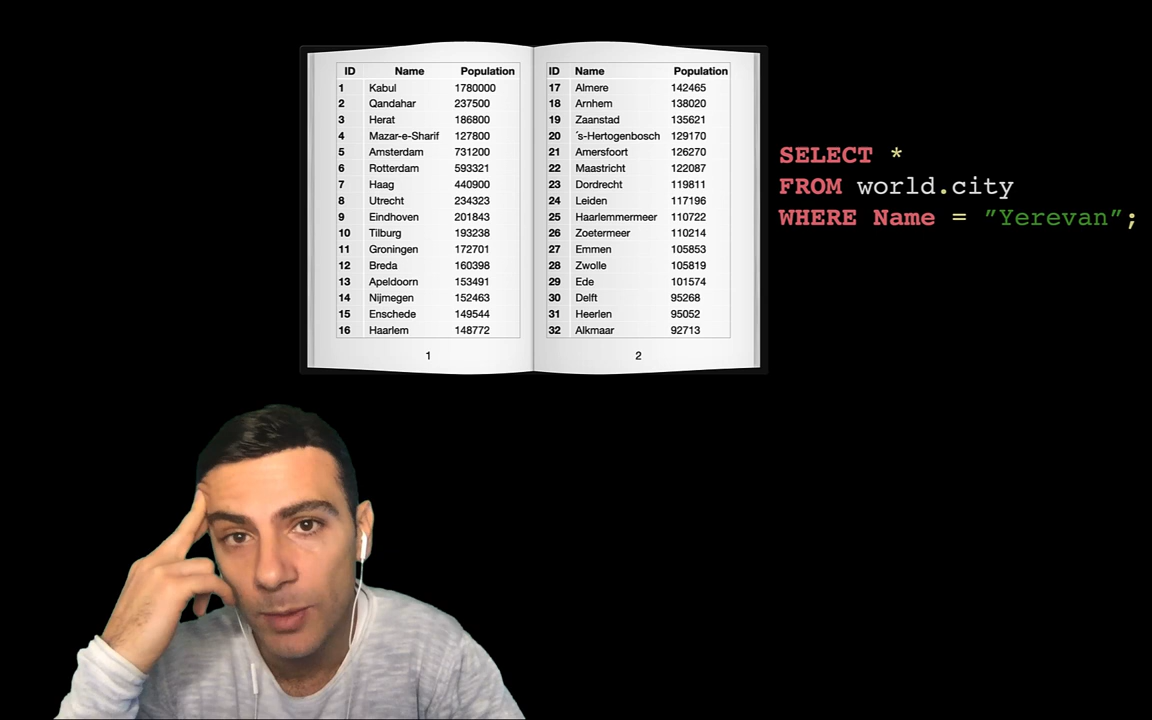 ID Name Population
1 Kabul 1780000
2 Qandahar 237500
3 Herat 186800
4 Mazar-e-Sharif 127800
5 Amsterdam 731200
6 Rotterdam 593321
7 Haag 440900
8 Utrecht 234323
9 Eindhoven 201843
10 Tilburg 193238
11 Groningen 172701
12 Breda 160398
13 Apeldoorn 153491
14 Nijmegen 152463
15 Enschede 149544
16 Haarlem 148772
1
ID Name Population
17 Almere 142465
18 Arnhem 138020
19 Zaanstad 135621
20 ´s-Hertogenbosch 129170
21 Amersfoort 126270
22 Maastricht 122087
23 Dordrecht 119811
24 Leiden 117196
25 Haarlemmermeer 110722
26 Zoetermeer 110214
27 Emmen 105853
28 Zwolle 105819
29 Ede 101574
30 Delft 95268
31 Heerlen 95052
32 Alkmaar 92713
2
SELECT *
FROM world.city
WHERE Name = ”Yerevan”;